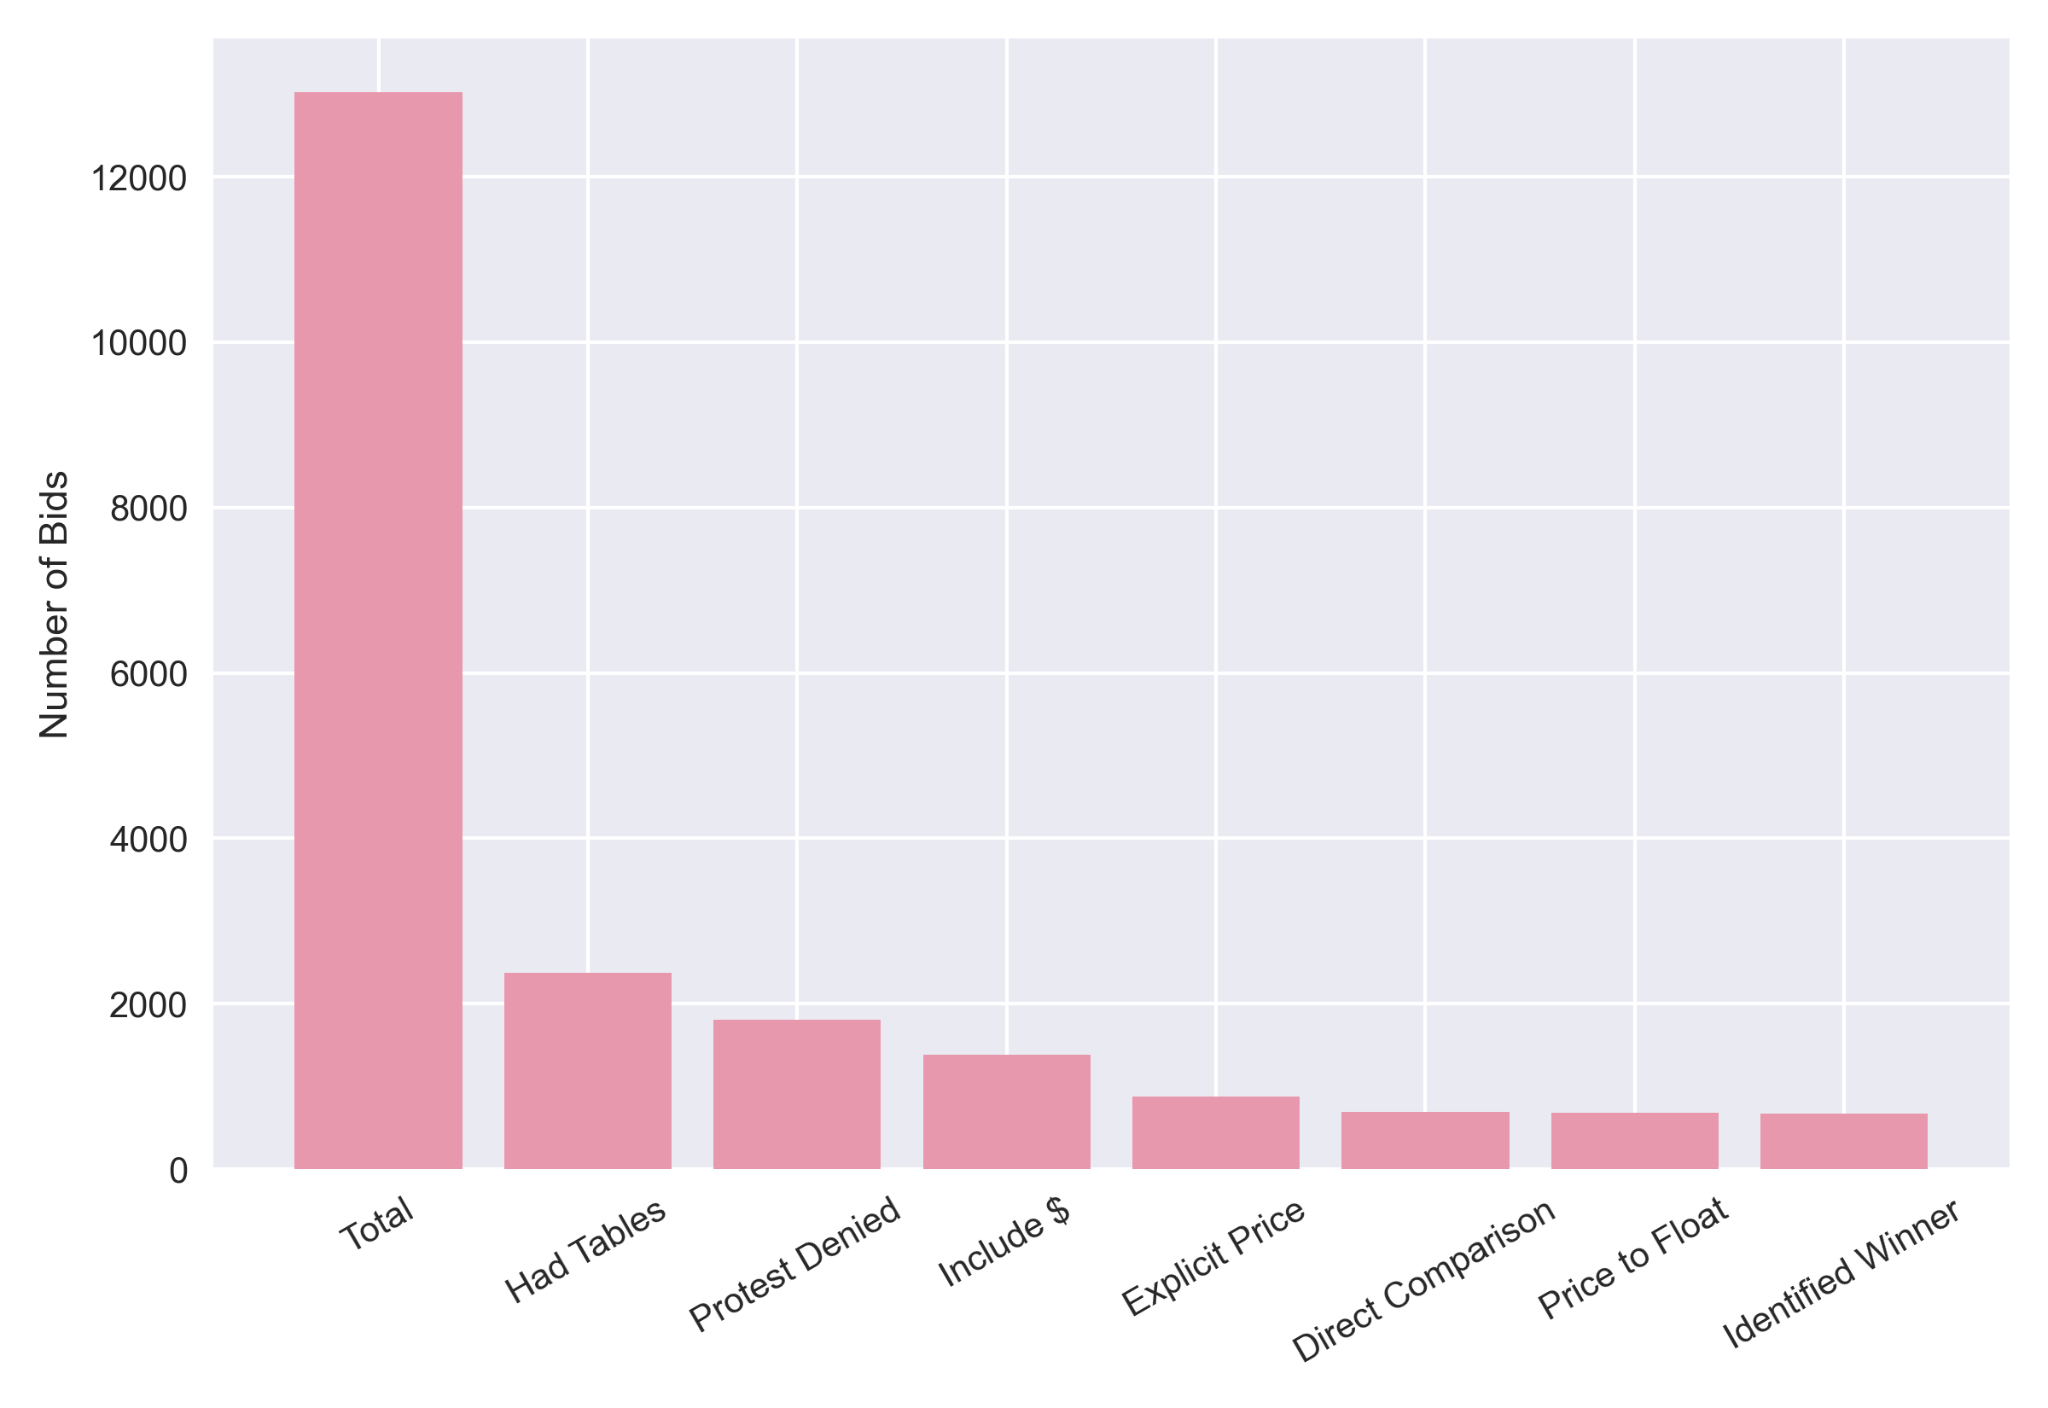 Number of Bids
12000
10000
8000
6000
4000
2000
0
Total
Had Tables
Protest Denied
Include $
Explicit Price
Direct Comparison
Price to Float
Identified Winner